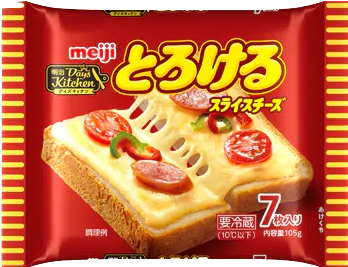 meiji
明治
Day's
Kitchen
デイズキッチン
とろける
スライスチーズ
調理例
要冷蔵
(10℃以下)
7枚入り
内容量105g
あけくち